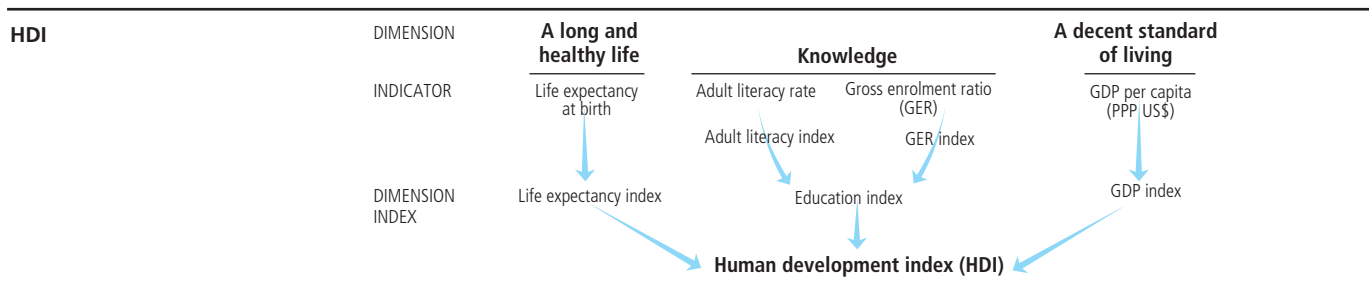 HDI
DIMENSION
A long and
healthy life
Knowledge
A decent standard
of living
INDICATOR
Life expectancy
at birth
Adult literacy rate
Gross enrolment ratio
(GER)
GDP per capita
(PPP US$)
Adult literacy index
GER index
DIMENSION
INDEX
Life expectancy index
Education index
GDP index
Human development index (HDI)